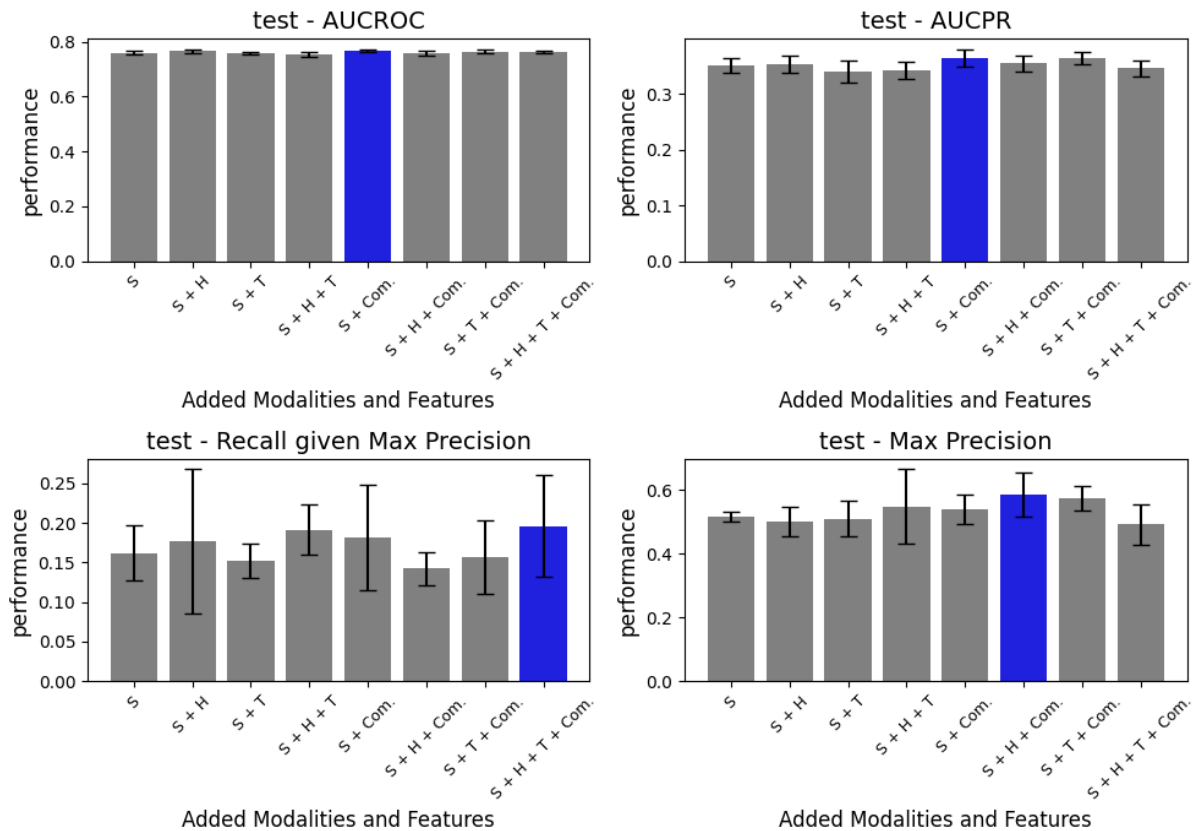 test - AUCROC
performance
0.8
0.6
0.4
0.2
0.0
S
S + H
S + T
S + H + T
S + Com.
S + H + Com.
S + T + Com.
S + H + T + Com.
Added Modalities and Features
test - AUCPR
performance
0.3
0.2
0.1
0.0
S
S + H
S + T
S + H + T
S + Com.
S + H + Com.
S + T + Com.
S + H + T + Com.
Added Modalities and Features
test - Recall given Max Precision
performance
0.25
0.20
0.15
0.10
0.05
0.00
S
S + H
S + T
S + H + T
S + Com.
S + H + Com.
S + T + Com.
S + H + T + Com.
Added Modalities and Features
test - Max Precision
performance
0.6
0.4
0.2
0.0
S
S + H
S + T
S + H + T
S + Com.
S + H + Com.
S + T + Com.
S + H + T + Com.
Added Modalities and Features